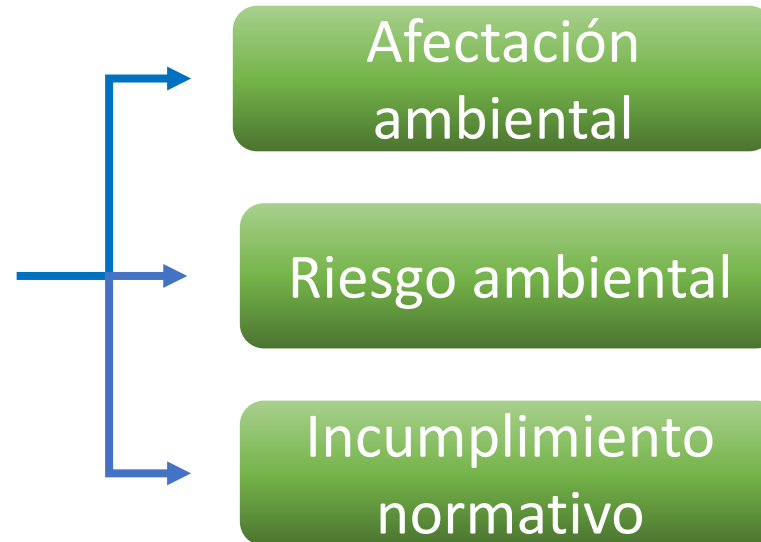 Afectación
ambiental
Riesgo ambiental
Incumplimiento
normativo